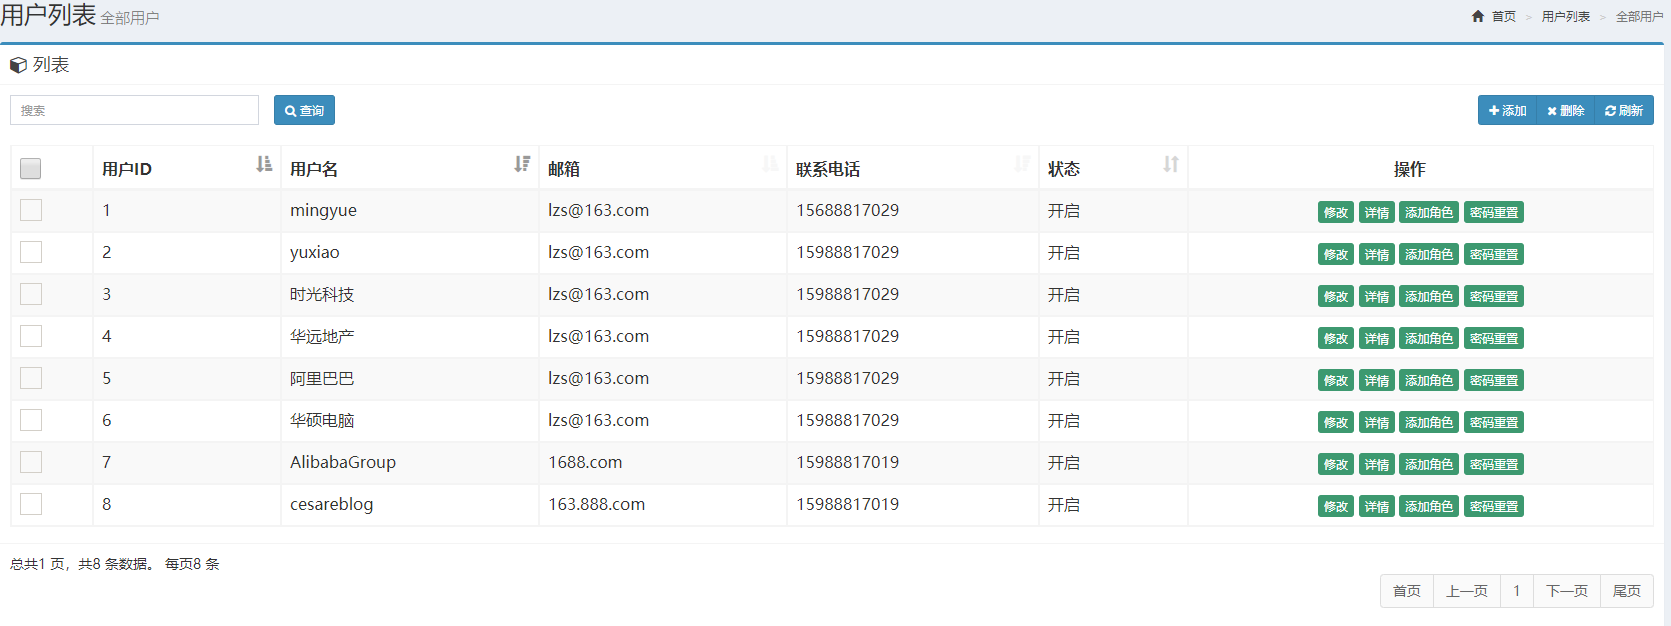 用户列表 全部用户 首页 > 用户列表 > 全部用户
列表
搜索 查询 添加 删除 刷新
用户ID 用户名 邮箱 联系电话 状态 操作
1 mingyue lzs@163.com 15688817029 开启 修改 详情 添加角色 密码重置
2 yuxiao lzs@163.com 15988817029 开启 修改 详情 添加角色 密码重置
3 时光科技 lzs@163.com 15988817029 开启 修改 详情 添加角色 密码重置
4 华远地产 lzs@163.com 15988817029 开启 修改 详情 添加角色 密码重置
5 阿里巴巴 lzs@163.com 15988817029 开启 修改 详情 添加角色 密码重置
6 华硕电脑 lzs@163.com 15988817029 开启 修改 详情 添加角色 密码重置
7 AlibabaGroup 1688.com 15988817019 开启 修改 详情 添加角色 密码重置
8 cesareblog 163.888.com 15988817019 开启 修改 详情 添加角色 密码重置
总共1 页，共8 条数据。 每页8 条
首页 上一页 1 下一页 尾页